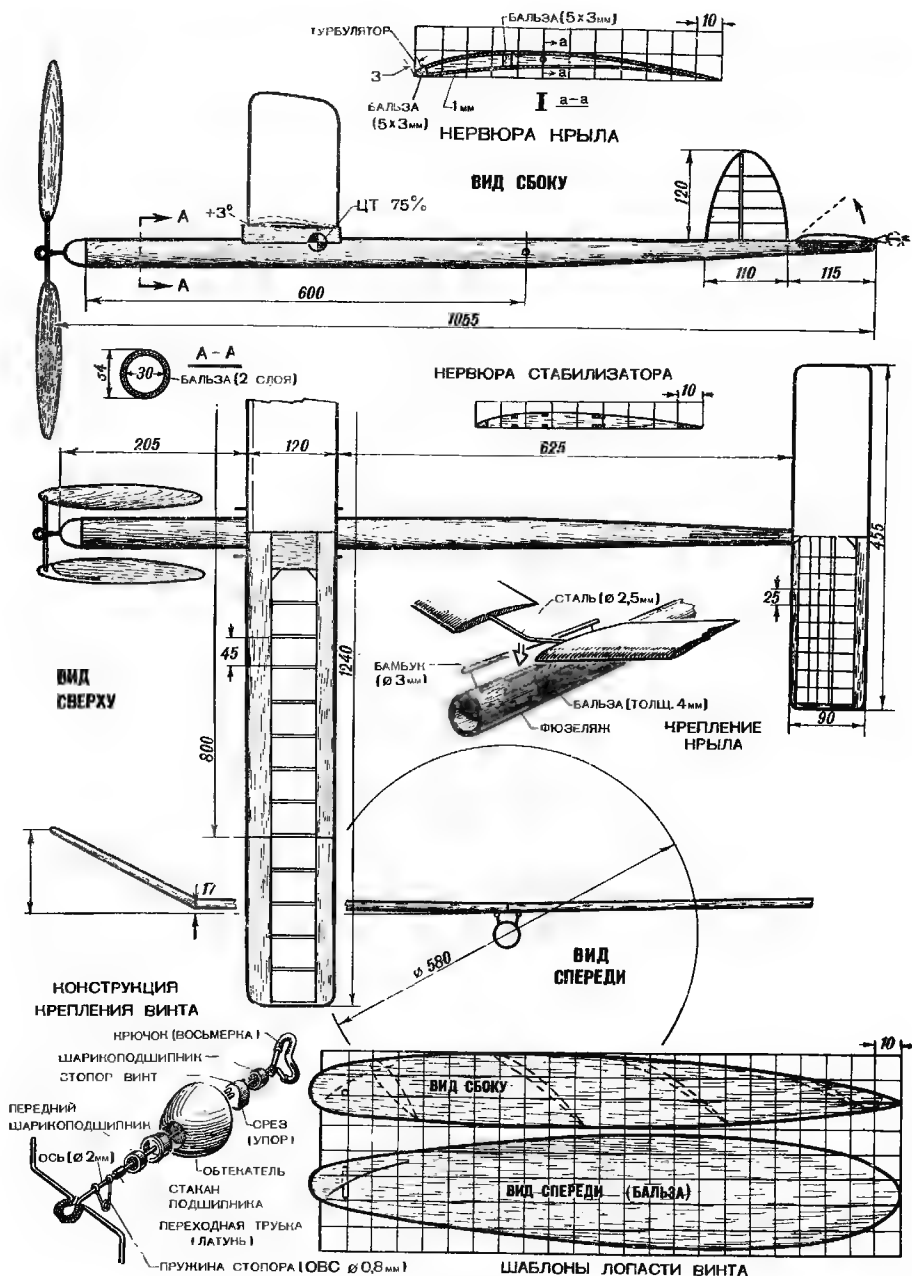 БАЛЬЗА (5×3мм)
10
ТУРБУЛЯТОР
a
3
a
БАЛЬЗА
(5×3мм)
1мм
a-a
НЕРВЮРА КРЫЛА
ВИД СБОКУ
120
A
+3°
ЦТ 75%
A
600
110
115
1055
А-А
34
30
БАЛЬЗА (2 СЛОЯ)
НЕРВЮРА СТАБИЛИЗАТОРА
10
205
120
625
455
СТАЛЬ (Ø 2,5мм)
25
45
1240
БАМБУК
(Ø 3мм)
ВИД
СВЕРХУ
БАЛЬЗА (ТОЛЩ. 4мм)
ФЮЗЕЛЯЖ
КРЕПЛЕНИЕ
КРЫЛА
90
800
17
Ø 580
ВИД
СПЕРЕДИ
КОНСТРУКЦИЯ
КРЕПЛЕНИЯ ВИНТА
КРЮЧОК (ВОСЬМЕРКА)
ШАРИКОПОДШИПНИК
СТОПОР ВИНТ
10
ВИД СБОКУ
ПЕРЕДНИЙ
ШАРИКОПОДШИПНИК
СРЕЗ
(УПОР)
ОСЬ (Ø 2мм)
ОБТЕКАТЕЛЬ
СТАКАН
ПОДШИПНИКА
ВИД СПЕРЕДИ (БАЛЬЗА)
ПЕРЕХОДНАЯ ТРУБКА
(ЛАТУНЬ)
ПРУЖИНА СТОПОРА (ОВС Ø 0,8мм)
ШАБЛОНЫ ЛОПАСТИ ВИНТА